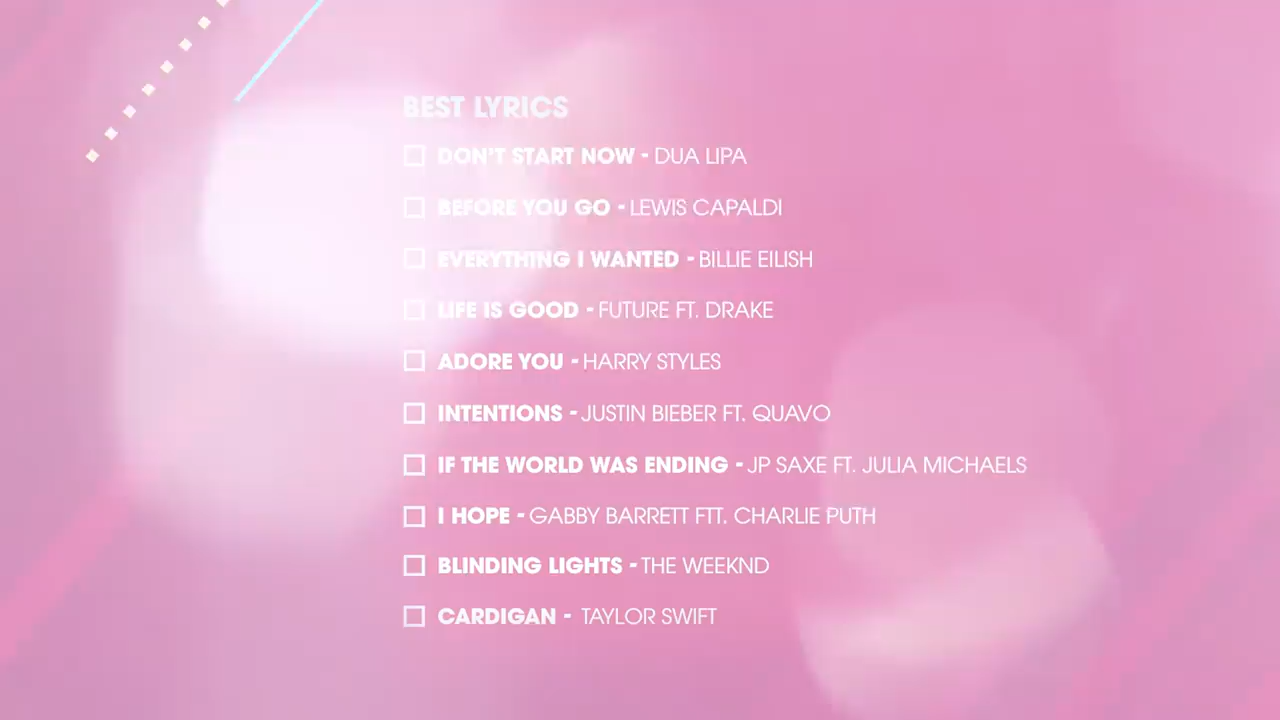 BEST LYRICS
DON'T START NOW - DUA LIPA
BEFORE YOU GO - LEWIS CAPALDI
EVERYTHING I WANTED - BILLIE EILISH
LIFE IS GOOD - FUTURE FT. DRAKE
ADORE YOU - HARRY STYLES
INTENTIONS - JUSTIN BIEBER FT. QUAVO
IF THE WORLD WAS ENDING - JP SAXE FT. JULIA MICHAELS
I HOPE - GABBY BARRETT FTT. CHARLIE PUTH
BLINDING LIGHTS - THE WEEKND
CARDIGAN - TAYLOR SWIFT